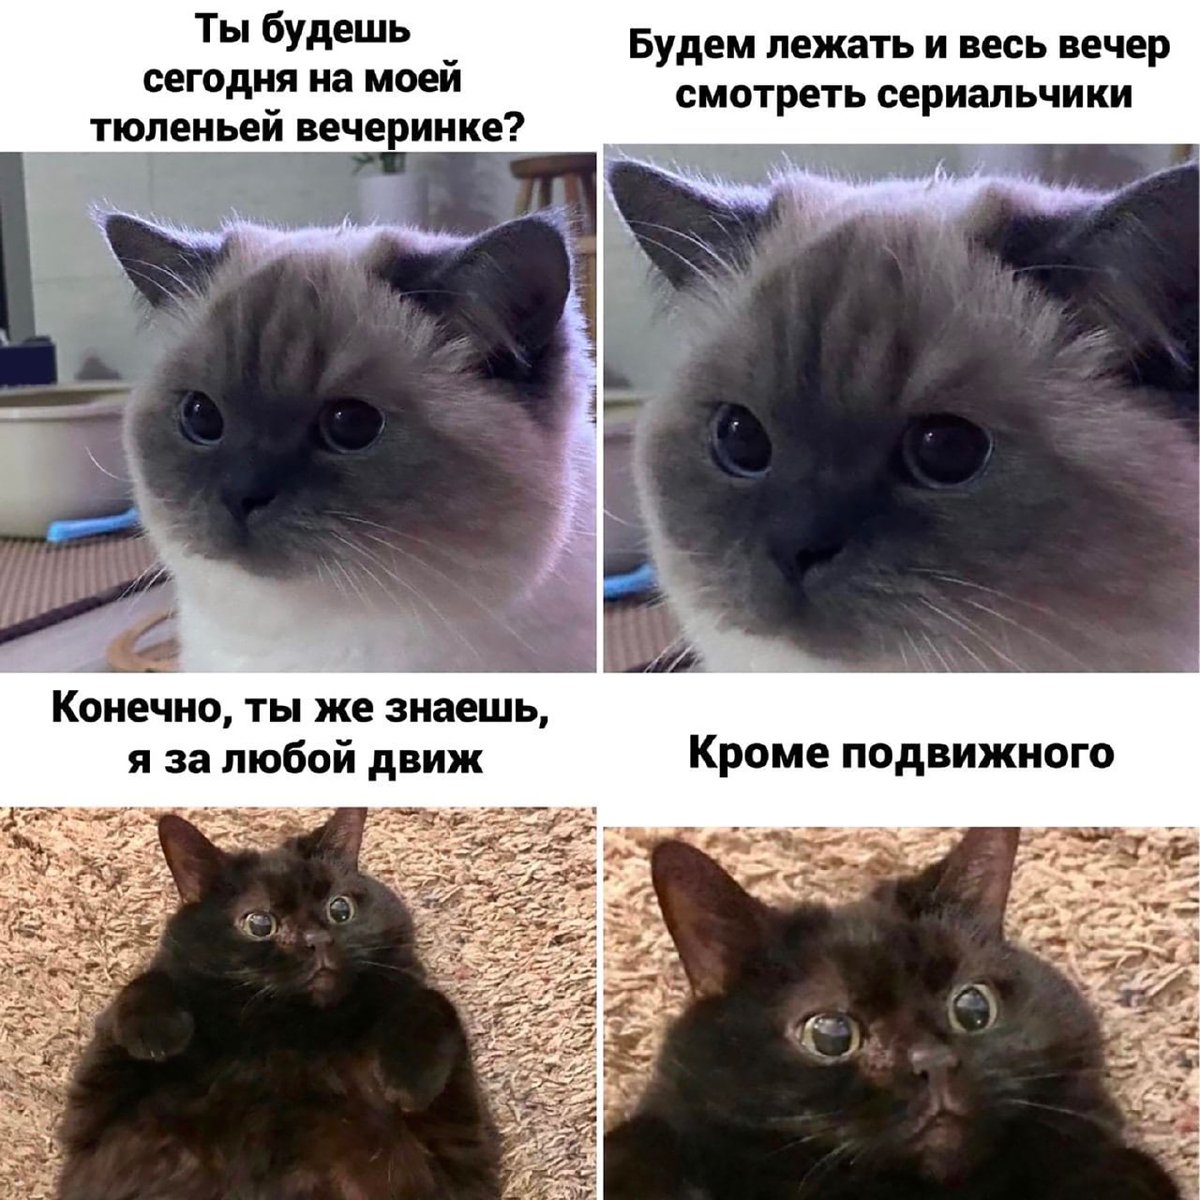 Ты будешь
сегодня на моей
тюленьей вечеринке?
Будем лежать и весь вечер
смотреть сериальчики
Конечно, ты же знаешь,
я за любой движ
Кроме подвижного